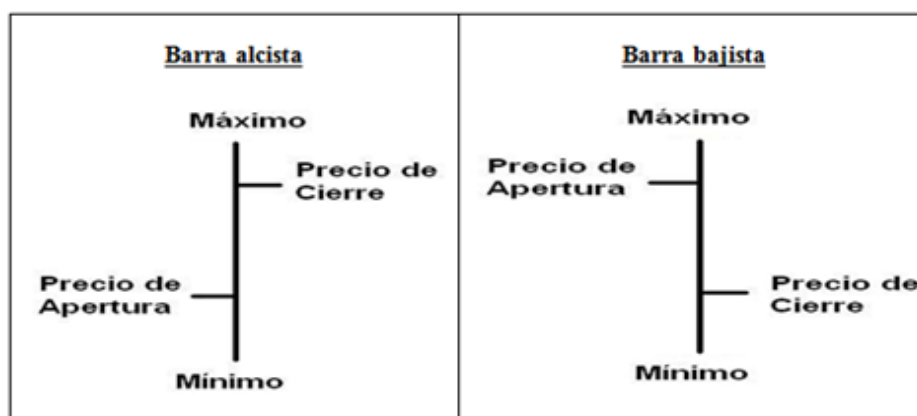 Barra alcista
Máximo
Precio de
Cierre
Precio de
Apertura
Mínimo
Barra bajista
Máximo
Precio de
Apertura
Precio de
Cierre
Mínimo